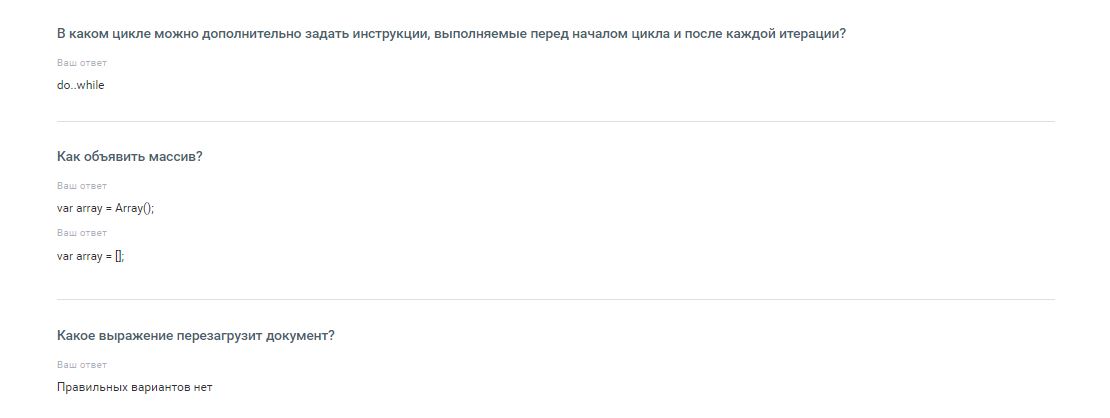 В каком цикле можно дополнительно задать инструкции, выполняемые перед началом цикла и после каждой итерации?
Ваш ответ
do..while
Как объявить массив?
Ваш ответ
var array = Array();
Ваш ответ
var array = [];
Какое выражение перезагрузит документ?
Ваш ответ
Правильных вариантов нет